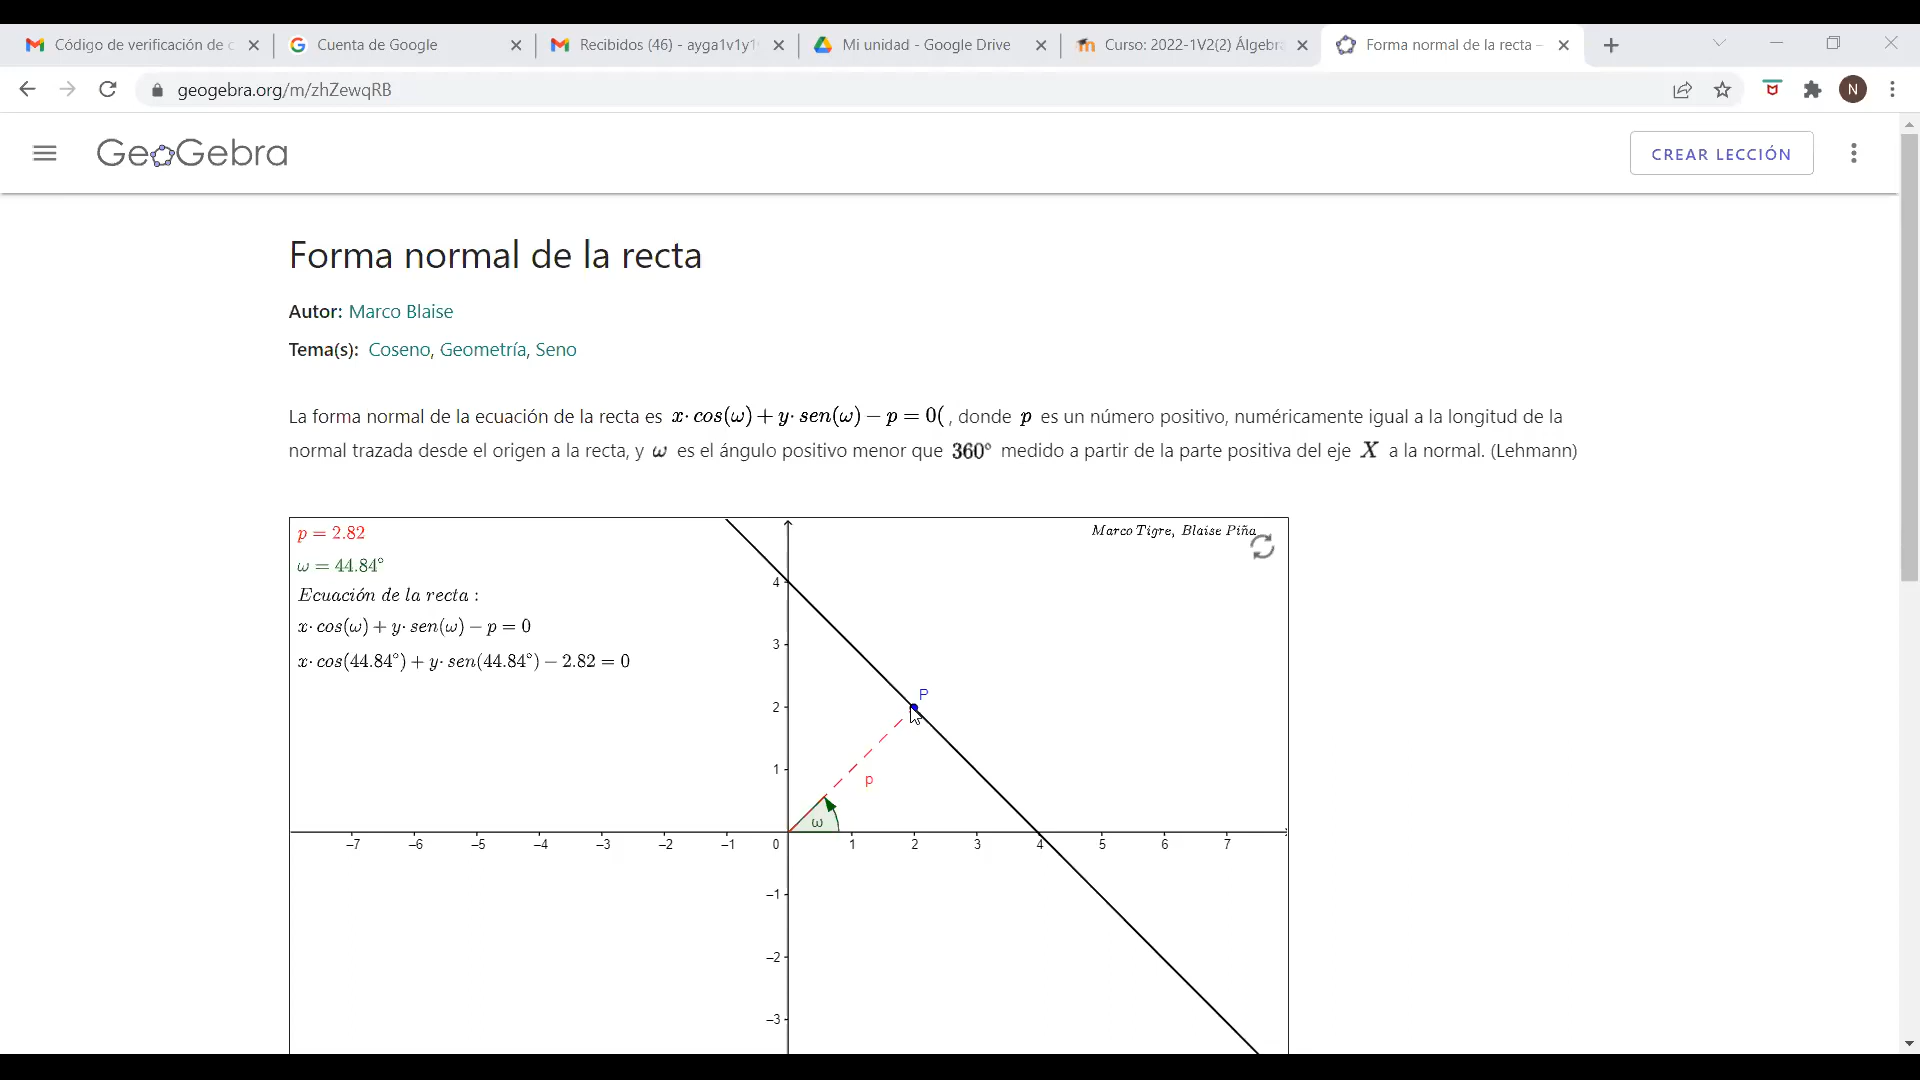 Código de verificación de c
Cuenta de Google
Recibidos (46) - ayga1v1y1
Mi unidad - Google Drive
Curso: 2022-1V2(2) Álgebra
Forma normal de la recta –
geogebra.org/m/zhZewqRB
N
GeoGebra
CREAR LECCIÓN
Forma normal de la recta
Autor: Marco Blaise
Tema(s): Coseno, Geometría, Seno
La forma normal de la ecuación de la recta es x· cos(ω) + y· sen(ω) − p = 0( , donde p es un número positivo, numéricamente igual a la longitud de la
normal trazada desde el origen a la recta, y ω es el ángulo positivo menor que 360° medido a partir de la parte positiva del eje X a la normal. (Lehmann)
p = 2.82
Marco Tigre, Blaise Piña
ω = 44.84°
Ecuación de la recta :
x· cos(ω) + y· sen(ω) − p = 0
x· cos(44.84°) + y· sen(44.84°) − 2.82 = 0
4
3
P
2
1
p
ω
–7 –6 –5 –4 –3 –2 –1 0 1 2 3 4 5 6 7
–1
–2
–3